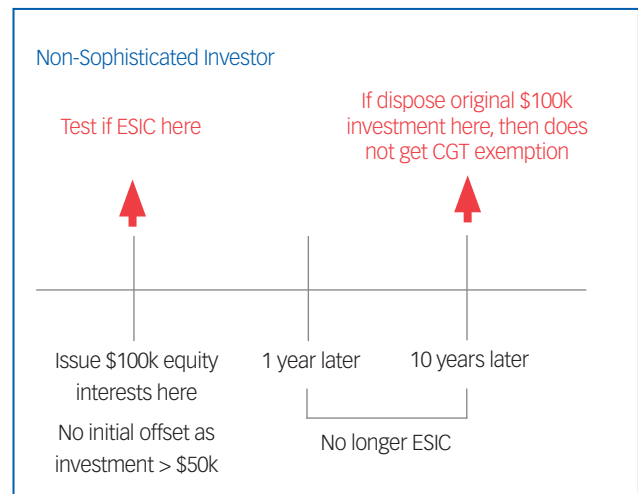 Non-Sophisticated Investor
Test if ESIC here
If dispose original $100k
investment here, then does
not get CGT exemption
Issue $100k equity
interests here
No initial offset as
investment > $50k
1 year later
10 years later
No longer ESIC